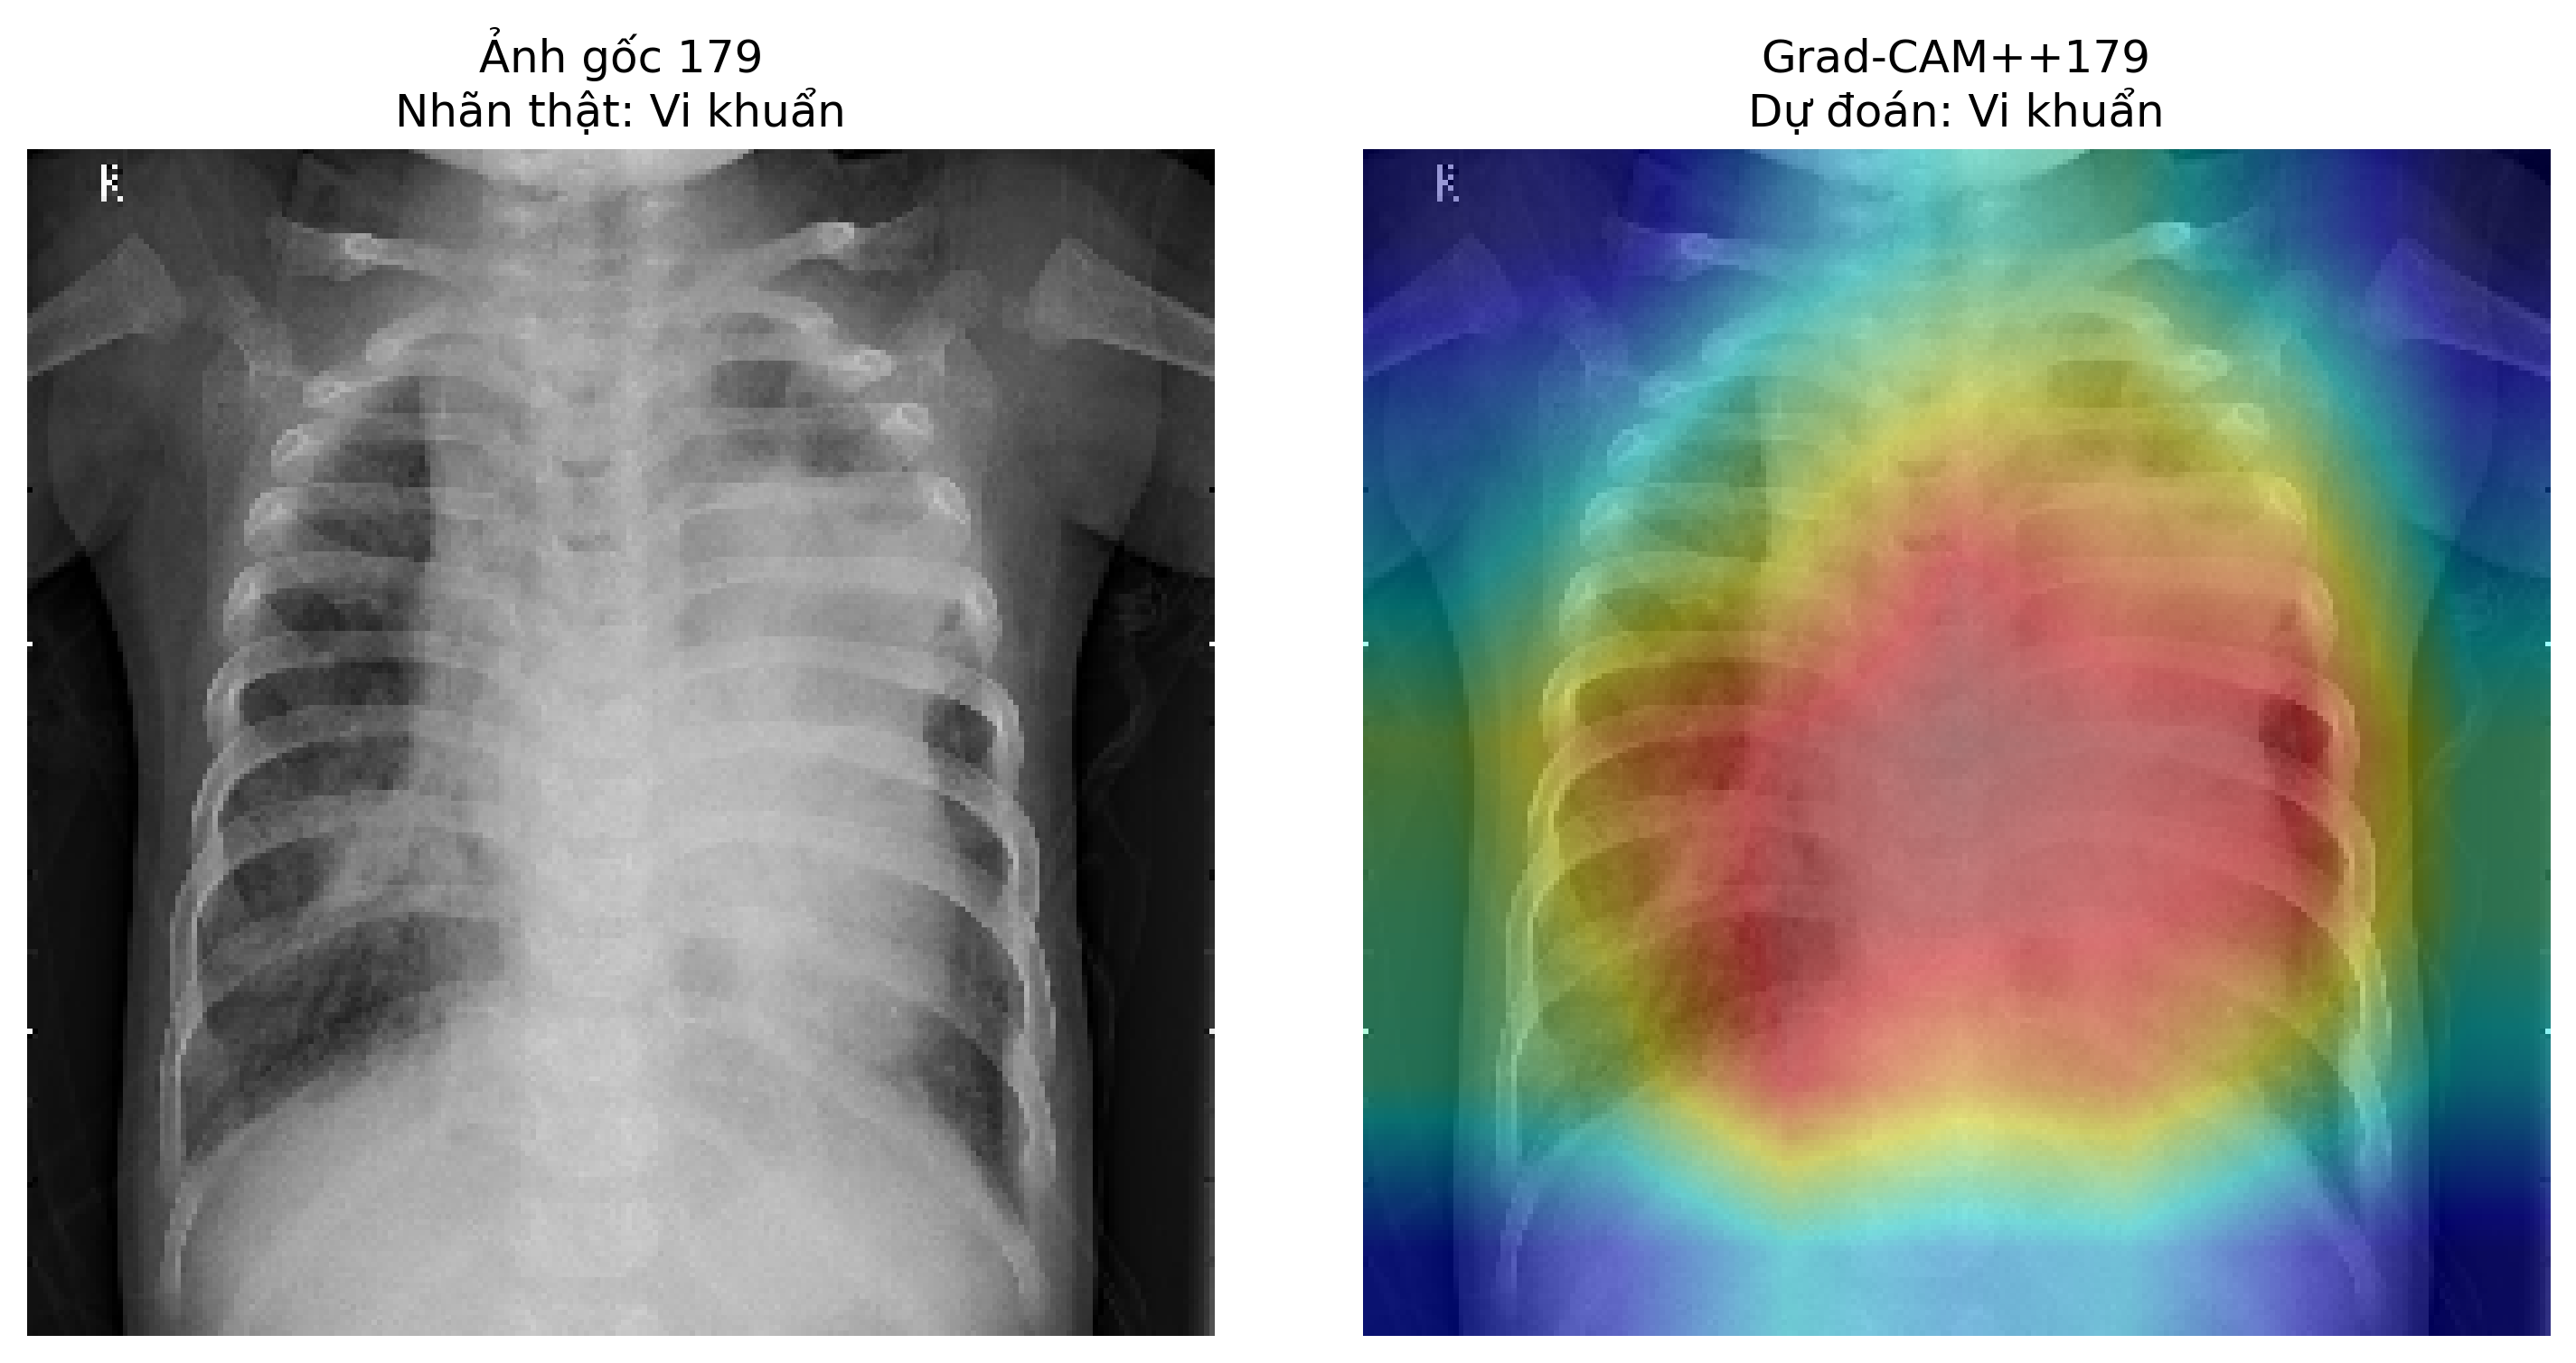 Ảnh gốc 179
Nhãn thật: Vi khuẩn
Grad-CAM++179
Dự đoán: Vi khuẩn
R
R